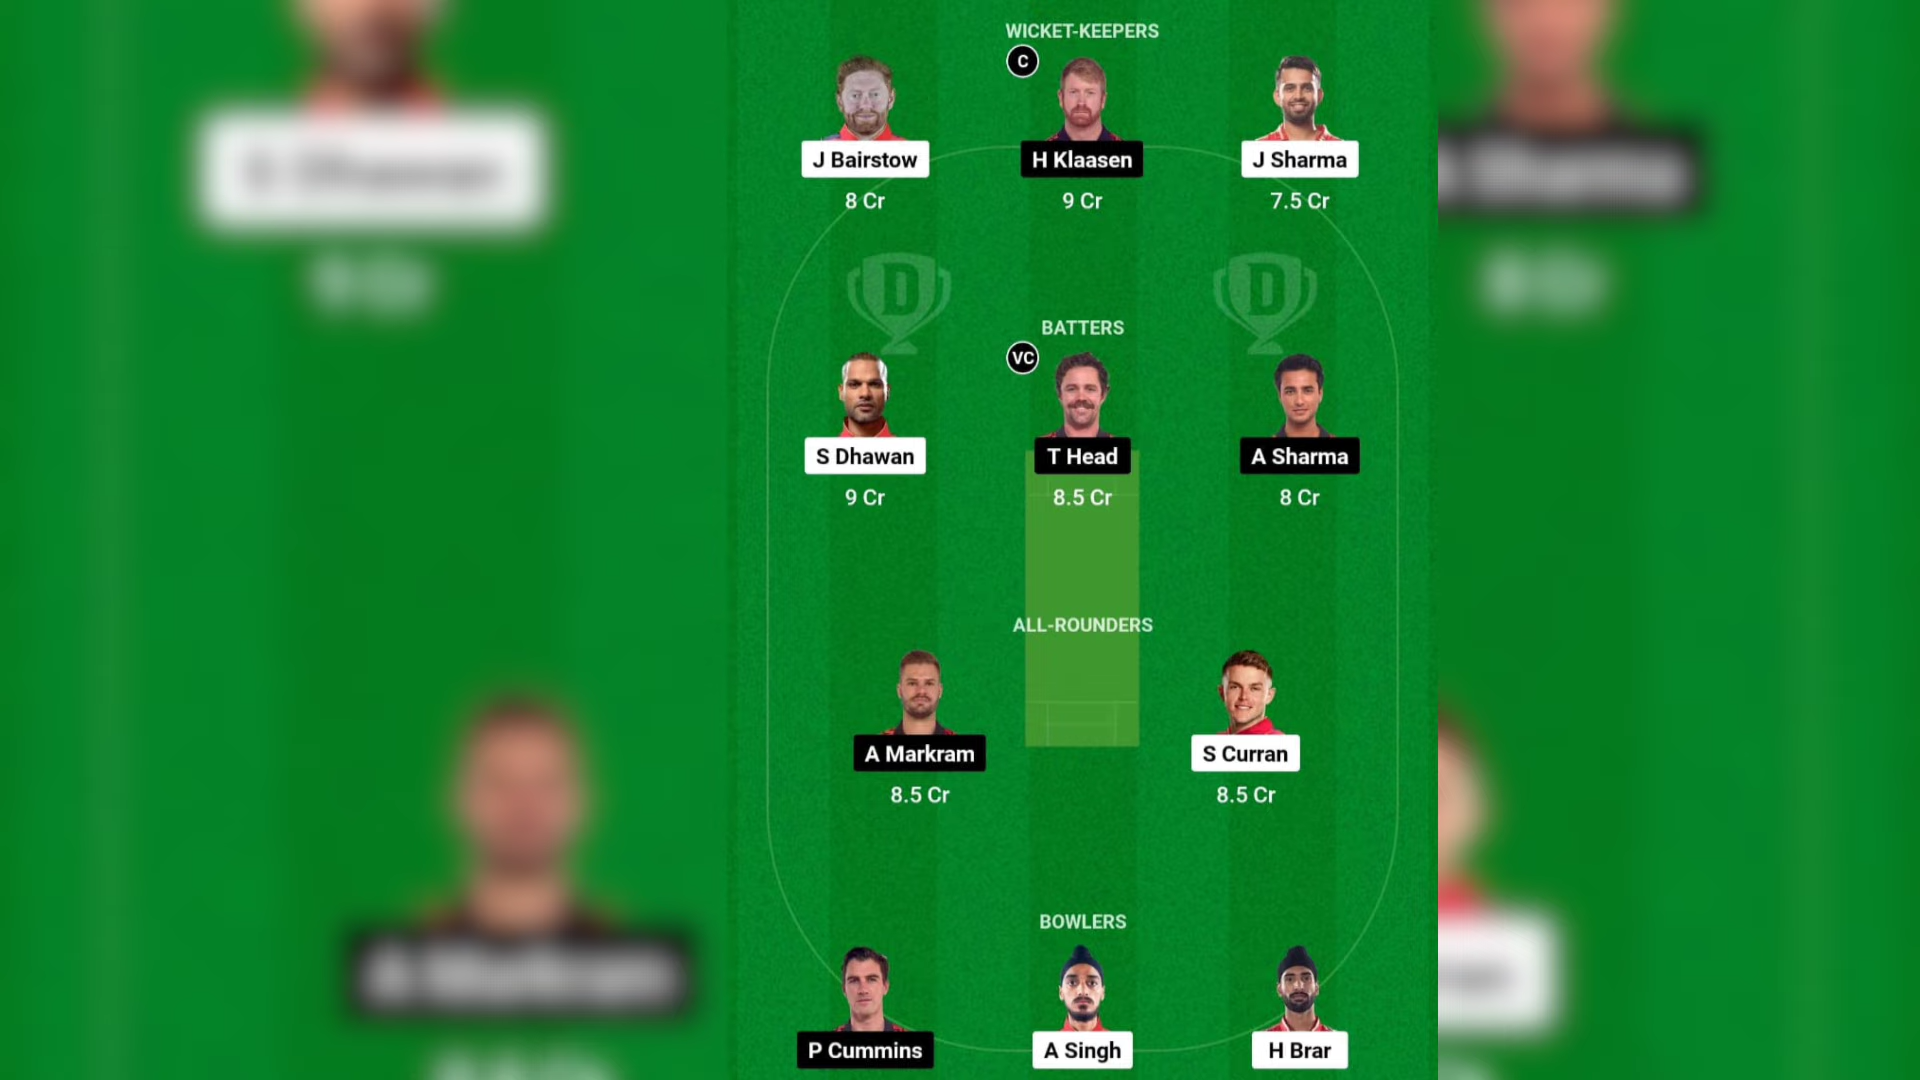 WICKET-KEEPERS
C
J Bairstow
H Klaasen
J Sharma
8 Cr
9 Cr
7.5 Cr
D
D
BATTERS
VC
S Dhawan
T Head
A Sharma
9 Cr
8.5 Cr
8 Cr
ALL-ROUNDERS
A Markram
S Curran
8.5 Cr
8.5 Cr
BOWLERS
P Cummins
A Singh
H Brar